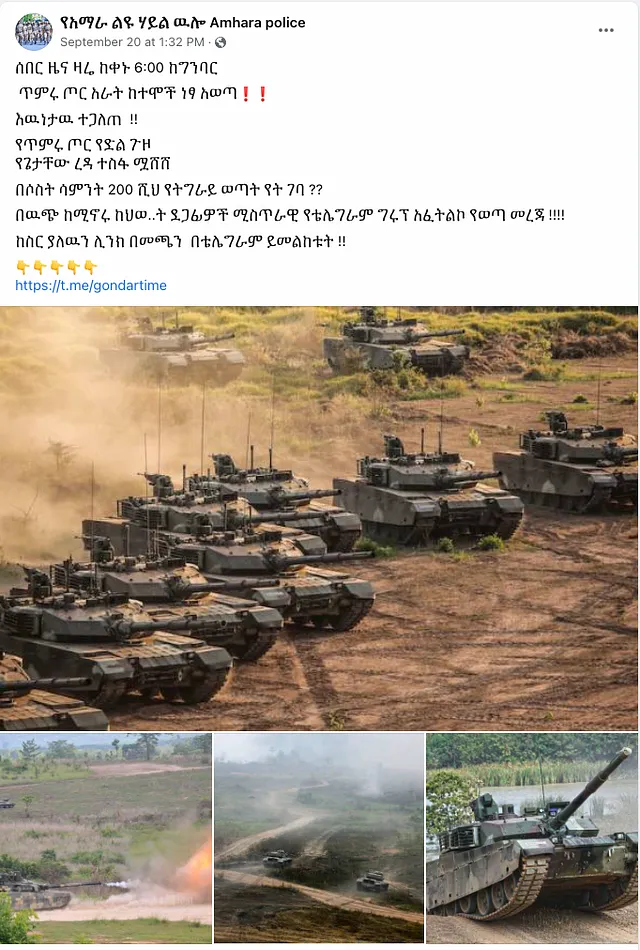 የአማራ ልዩ ሃይል ዉሎ Amhara police
September 20 at 1:32 PM ·
ሰበር ዜና ዛሬ ከቀኑ 6:00 ከግንባር
ጥምሩ ጦር አራት ከተሞች ነፃ አወጣ❗❗
እዉነታዉ ተጋለጠ !!
የጥምሩ ጦር የድል ጉዞ
የጌታቸው ረዳ ተስፋ ሟሸሸ
በሶስት ሳምንት 200 ሺህ የትግራይ ወጣት የት ገባ ??
በዉጭ ከሚኖሩ ከህወ..ት ደጋፊዎች ሚስጥራዊ የቴሌግራም ግሩፕ አፈትልኮ የወጣ መረጃ !!!!
ከስር ያለዉን ሊንክ በመጫን በቴሌግራም ይመልከቱት !!
👇👇👇👇👇
https://t.me/gondartime